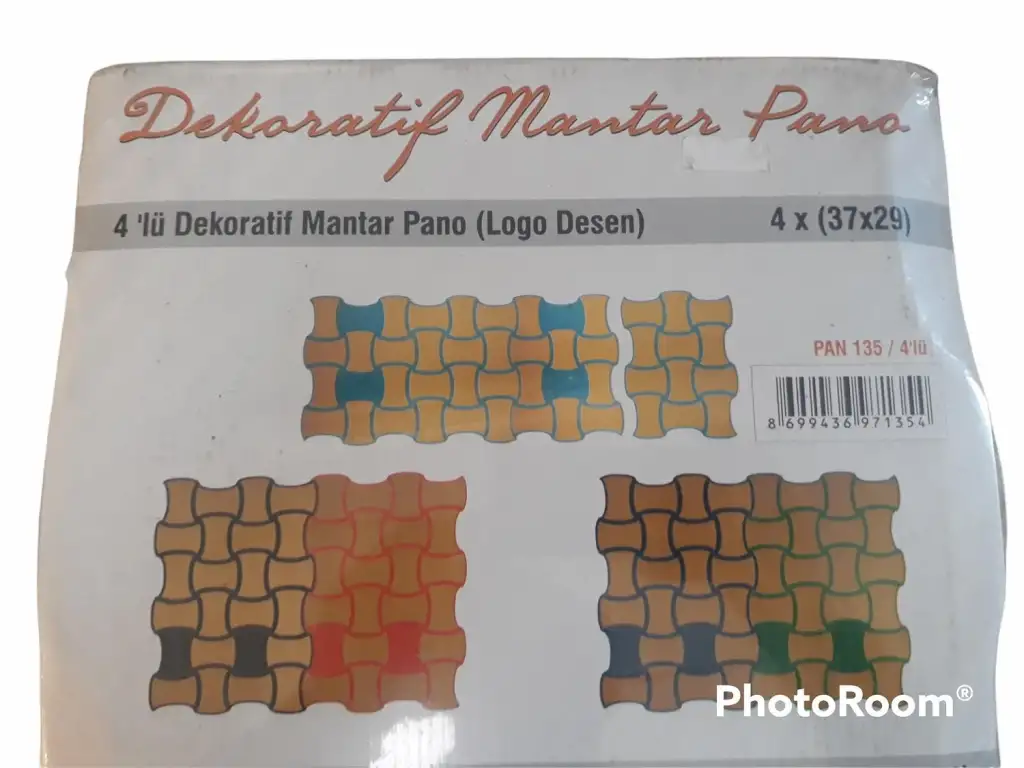 Dekoratif Mantar Pano
4 'lü Dekoratif Mantar Pano (Logo Desen) 4 x (37x29)
PAN 135 / 4'lü
8 699436 971354
PhotoRoom®